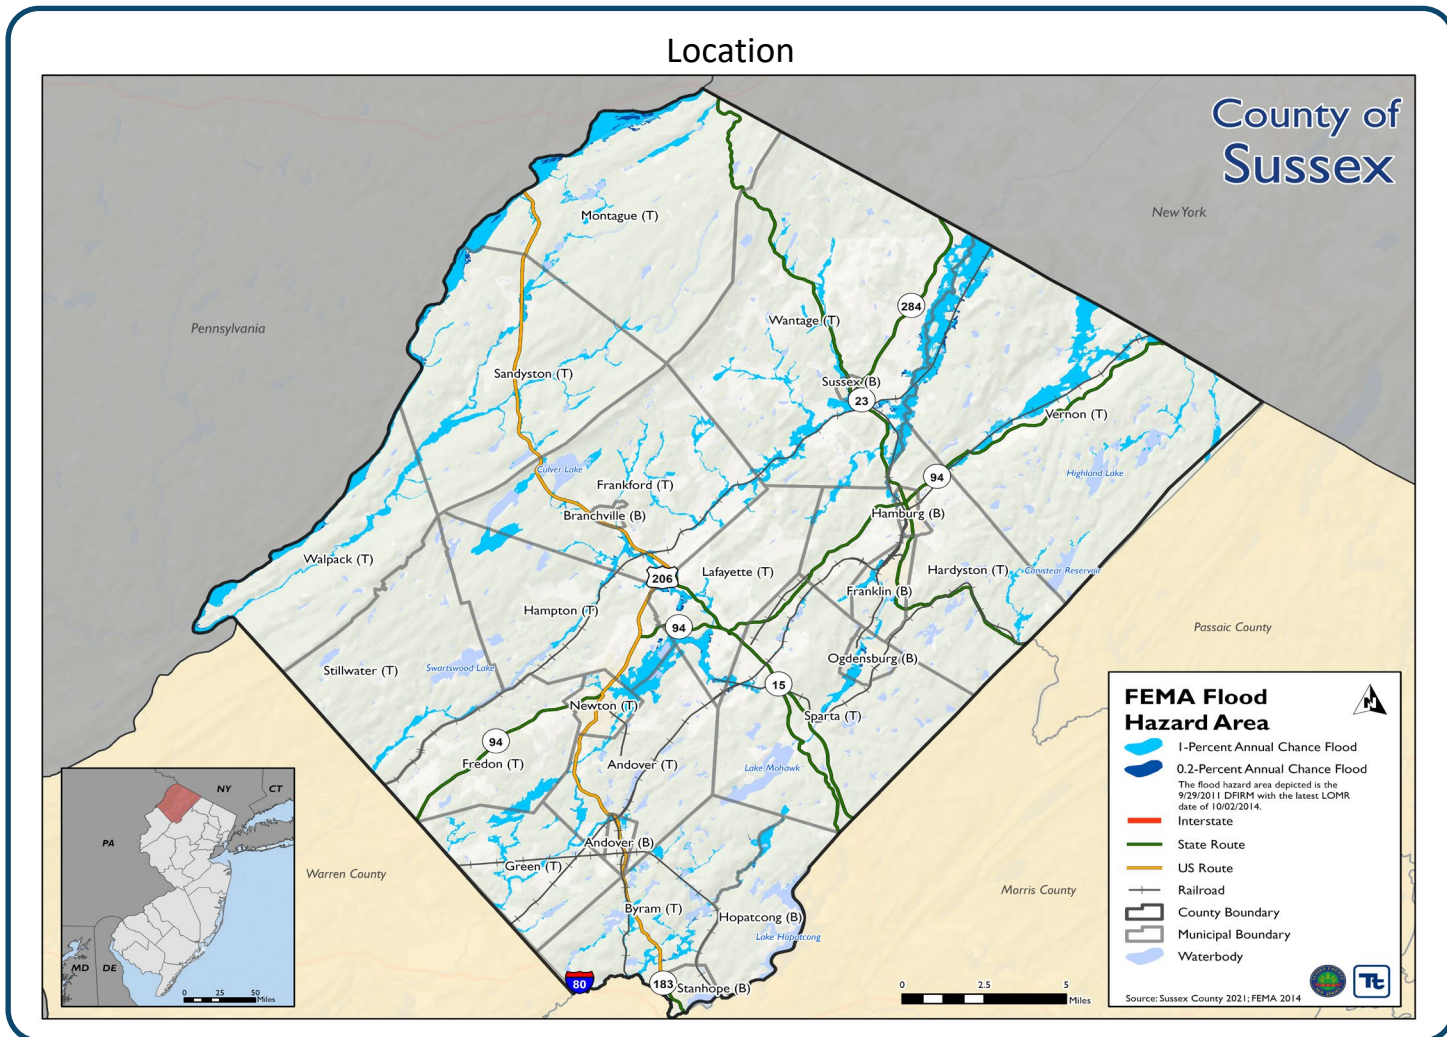 Location
County of
Sussex
New York
Pennsylvania
Montague (T)
284
Wantage (T)
Sandyston (T)
Sussex (B)
23
Vernon (T)
Culver Lake
Highland Lake
94
Frankford (T)
Branchville (B)
Hamburg (B)
Walpack (T)
206
Lafayette (T)
Hardyston (T)
Canistear Reservoir
Franklin (B)
Hampton (T)
94
Passaic County
Ogdensburg (B)
Stillwater (T)
Swartswood Lake
15
Newton (T)
Sparta (T)
94
Fredon (T)
Andover (T)
Lake Mohawk
Andover (B)
Green (T)
Warren County
Morris County
Byram (T)
Hopatcong (B)
Lake Hopatcong
80
183
Stanhope (B)
0 2.5 5
Miles
NY
CT
PA
MD
DE
0 25 50
Miles
FEMA Flood
Hazard Area
N
1-Percent Annual Chance Flood
0.2-Percent Annual Chance Flood
The flood hazard area depicted is the
9/29/2011 DFIRM with the latest LOMR
date of 10/02/2014.
Interstate
State Route
US Route
Railroad
County Boundary
Municipal Boundary
Waterbody
Source: Sussex County 2021; FEMA 2014
Tt